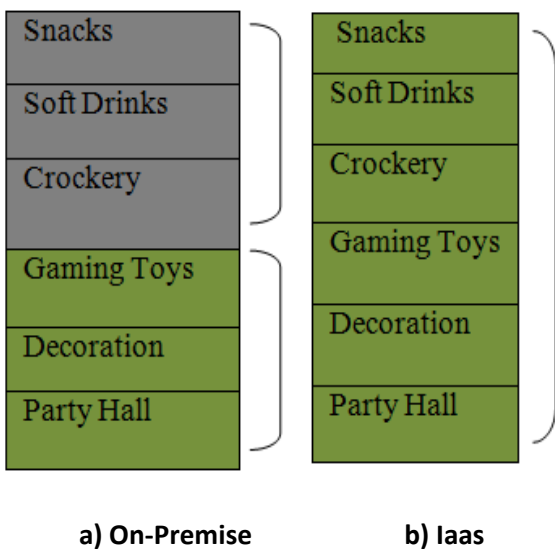 Snacks
Soft Drinks
Crockery
Gaming Toys
Decoration
Party Hall
Snacks
Soft Drinks
Crockery
Gaming Toys
Decoration
Party Hall
a) On-Premise
b) Iaas